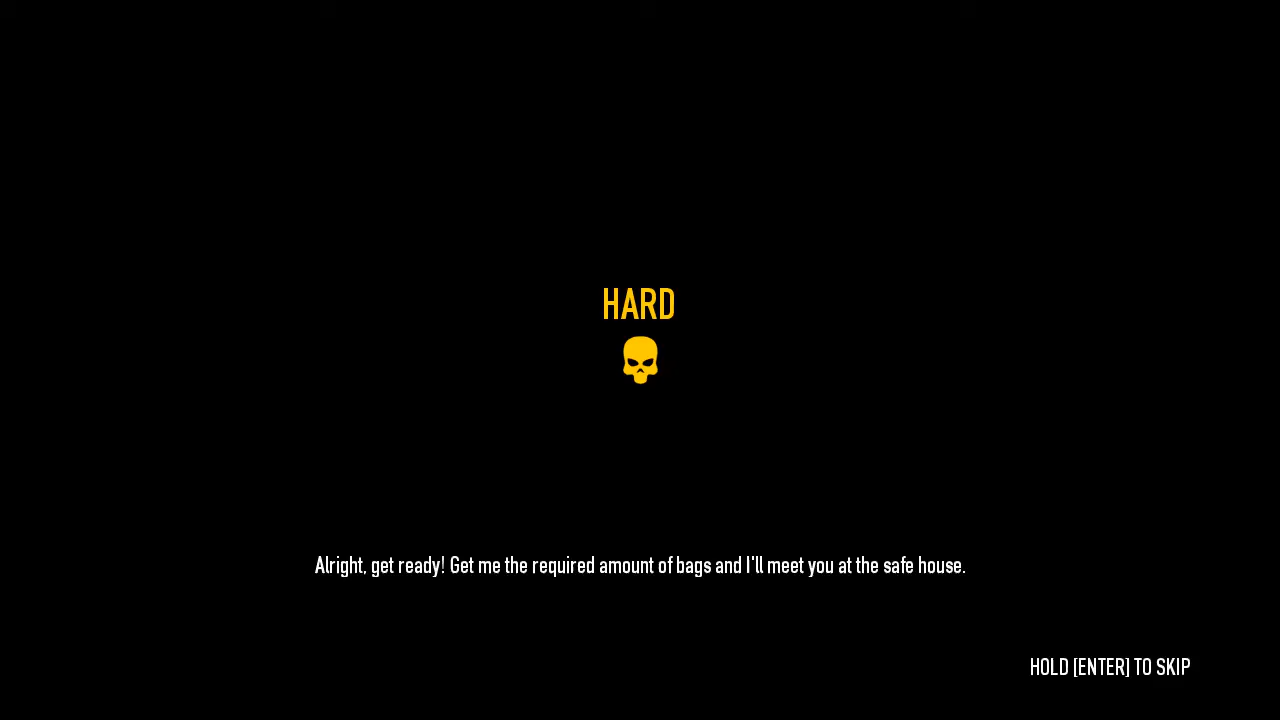 HARD
Alright, get ready! Get me the required amount of bags and I'll meet you at the safe house.
HOLD [ENTER] TO SKIP